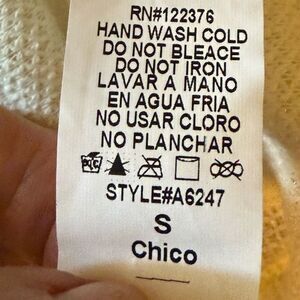 RN#122376
HAND WASH COLD
DO NOT BLEACE
DO NOT IRON
LAVAR A MANO
EN AGUA FRIA
NO USAR CLORO
NO PLANCHAR
STYLE#A6247
S
Chico